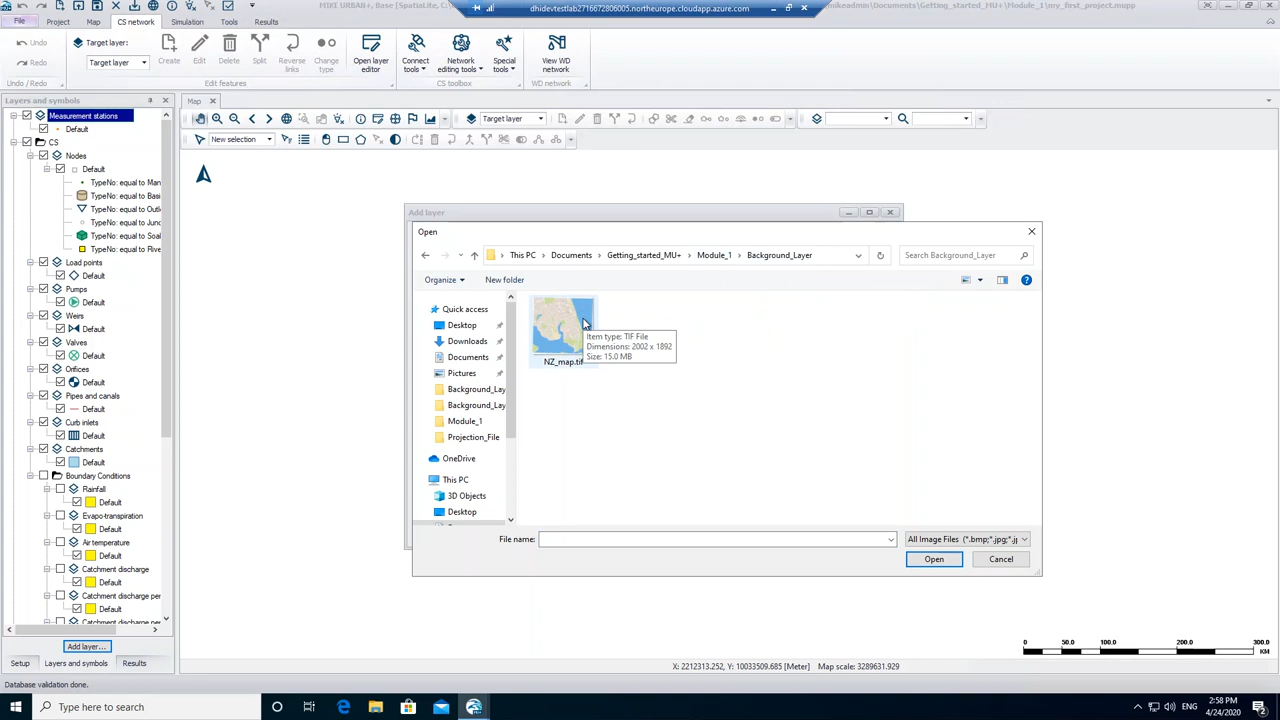 MIKE URBAN+, Base [SpatiaLite,
dhidevtestlab2716672806005.northeurope.cloudapp.azure.com
mikeadmin\Documents\Getting_started_MU+\Module_1\my_first_project.mupp
File Project Map CS network Simulation Tools Results
Undo
Redo
Undo / Redo
Target layer:
Target layer
Create
Edit
Delete
Split
Reverse links
Change type
Open layer editor
Edit features
Connect tools
Network editing tools
Special tools
CS toolbox
View WD network
WD network
Layers and symbols
Map
Target layer
New selection
Measurement stations
Default
CS
Nodes
Default
TypeNo: equal to Man
TypeNo: equal to Basi
TypeNo: equal to Outl
TypeNo: equal to Junc
TypeNo: equal to Soal
TypeNo: equal to Rive
Load points
Default
Pumps
Default
Weirs
Default
Valves
Default
Orifices
Default
Pipes and canals
Default
Curb inlets
Default
Catchments
Default
Boundary Conditions
Rainfall
Default
Evapo-transpiration
Default
Air temperature
Default
Catchment discharge
Default
Catchment discharge per
Default
Catchment discharge per
Add layer...
Setup Layers and symbols Results
Database validation done.
Add layer
Open
This PC > Documents > Getting_started_MU+ > Module_1 > Background_Layer
Search Background_Layer
Organize New folder
Quick access
Desktop
Downloads
Documents
Pictures
Background_Lay
Background_Lay
Module_1
Projection_File
OneDrive
This PC
3D Objects
Desktop
NZ_map.tif
Item type: TIF File
Dimensions: 2002 x 1892
Size: 15.0 MB
File name:
All Image Files (*.bmp;*.jpg;*.j
Open Cancel
0.0 50.0 100.0 200.0 300.0
KM
X: 2212313.252, Y: 10033509.685 [Meter] Map scale: 3289631.929
Type here to search
ENG
2:58 PM
4/24/2020
2